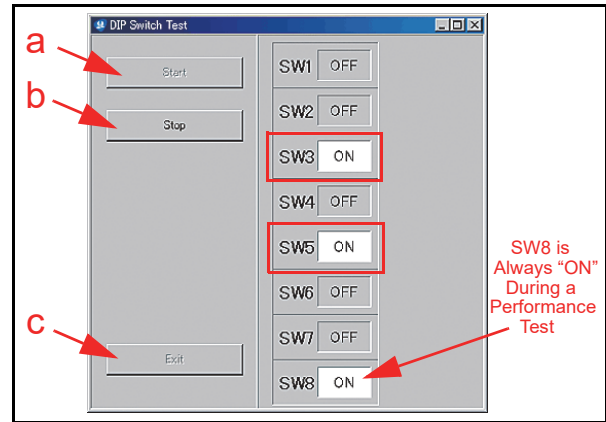 DIP Switch Test
a
Start
b
Stop
c
Exit
SW1 OFF
SW2 OFF
SW3 ON
SW4 OFF
SW5 ON
SW6 OFF
SW7 OFF
SW8 ON
SW8 is
Always “ON”
During a
Performance
Test